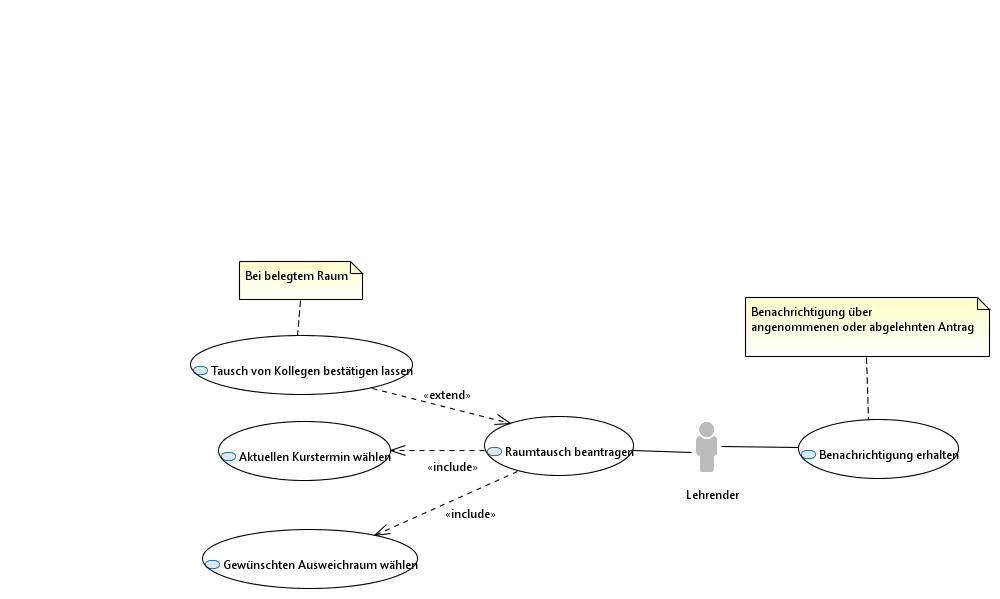 Bei belegtem Raum
Benachrichtigung über
angenommenen oder abgelehnten Antrag
Tausch von Kollegen bestätigen lassen
«extend»
Aktuellen Kurstermin wählen
Raumtausch beantragen
Benachrichtigung erhalten
«include»
Lehrender
«include»
Gewünschten Ausweichraum wählen